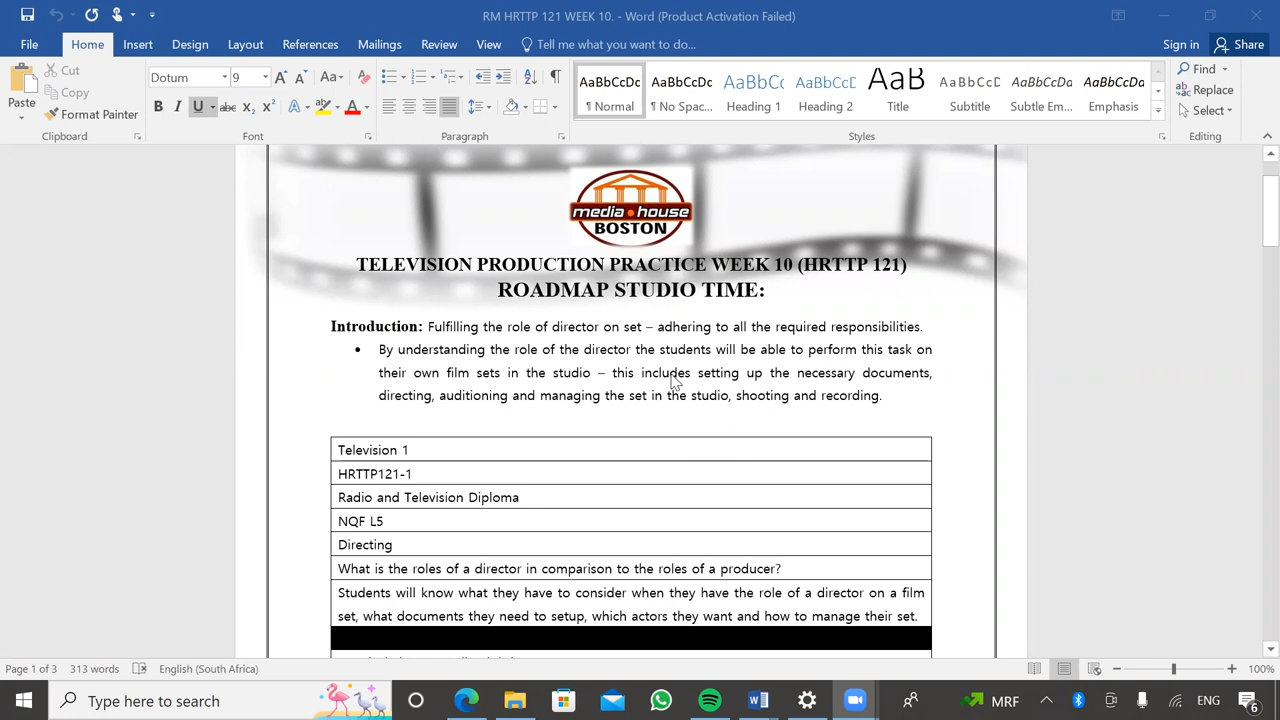 RM HRTTP 121 WEEK 10. - Word (Product Activation Failed)
File Home Insert Design Layout References Mailings Review View Tell me what you want to do... Sign in Share
Paste Cut Copy Format Painter
Datum 9
AaBbCcDc AaBbCcDc AaBbCc AaBbCcC AaB AaBbCcD AaBbCcDc AaBbCcDc
¶ Normal ¶ No Spac... Heading 1 Heading 2 Title Subtitle Subtle Em... Emphasis
Find Replace Select
Clipboard Font Paragraph Styles Editing
media house
BOSTON
TELEVISION PRODUCTION PRACTICE WEEK 10 (HRTTP 121)
ROADMAP STUDIO TIME:
Introduction: Fulfilling the role of director on set – adhering to all the required responsibilities.
• By understanding the role of the director the students will be able to perform this task on
their own film sets in the studio – this includes setting up the necessary documents,
directing, auditioning and managing the set in the studio, shooting and recording.
Television 1
HRTTP121-1
Radio and Television Diploma
NQF L5
Directing
What is the roles of a director in comparison to the roles of a producer?
Students will know what they have to consider when they have the role of a director on a film
set, what documents they need to setup, which actors they want and how to manage their set.
Page 1 of 3 313 words English (South Africa) 100%
Type here to search MRF ENG 6